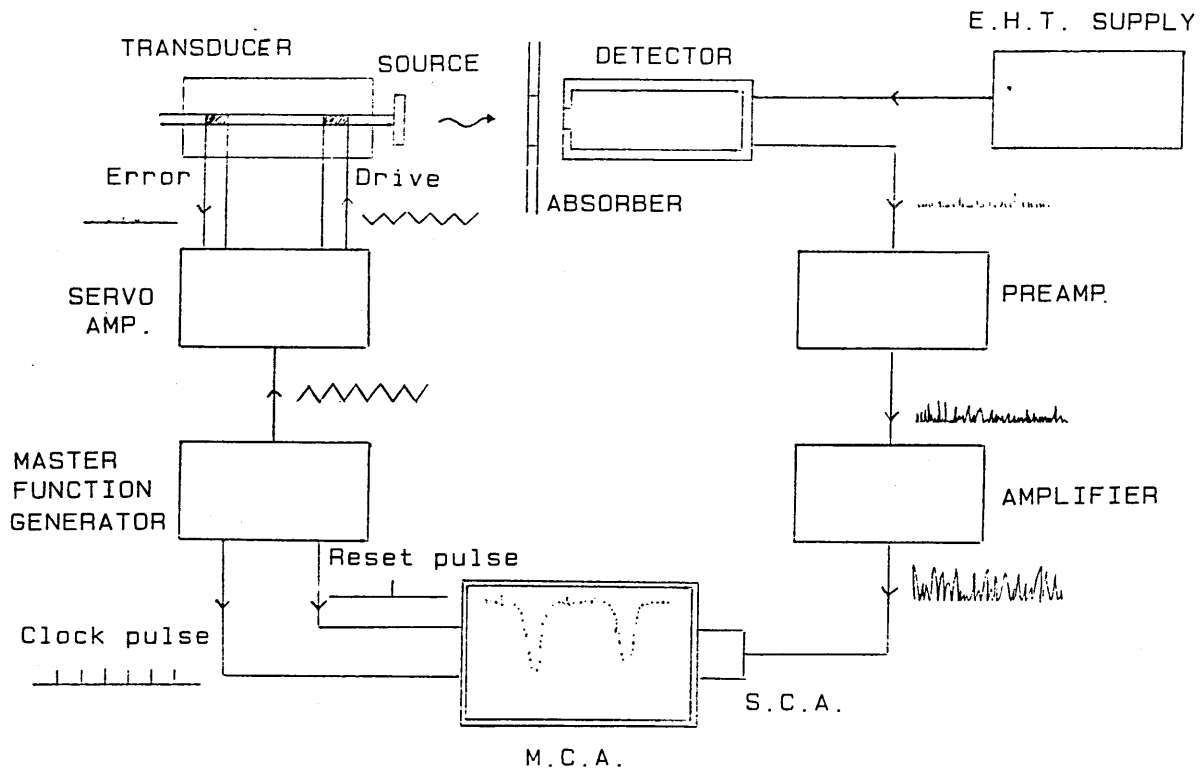 E.H.T. SUPPLY
TRANSDUCER
SOURCE
DETECTOR
Error
Drive
ABSORBER
SERVO
AMP.
PREAMP.
MASTER
FUNCTION
GENERATOR
AMPLIFIER
Reset pulse
Clock pulse
S.C.A.
M.C.A.